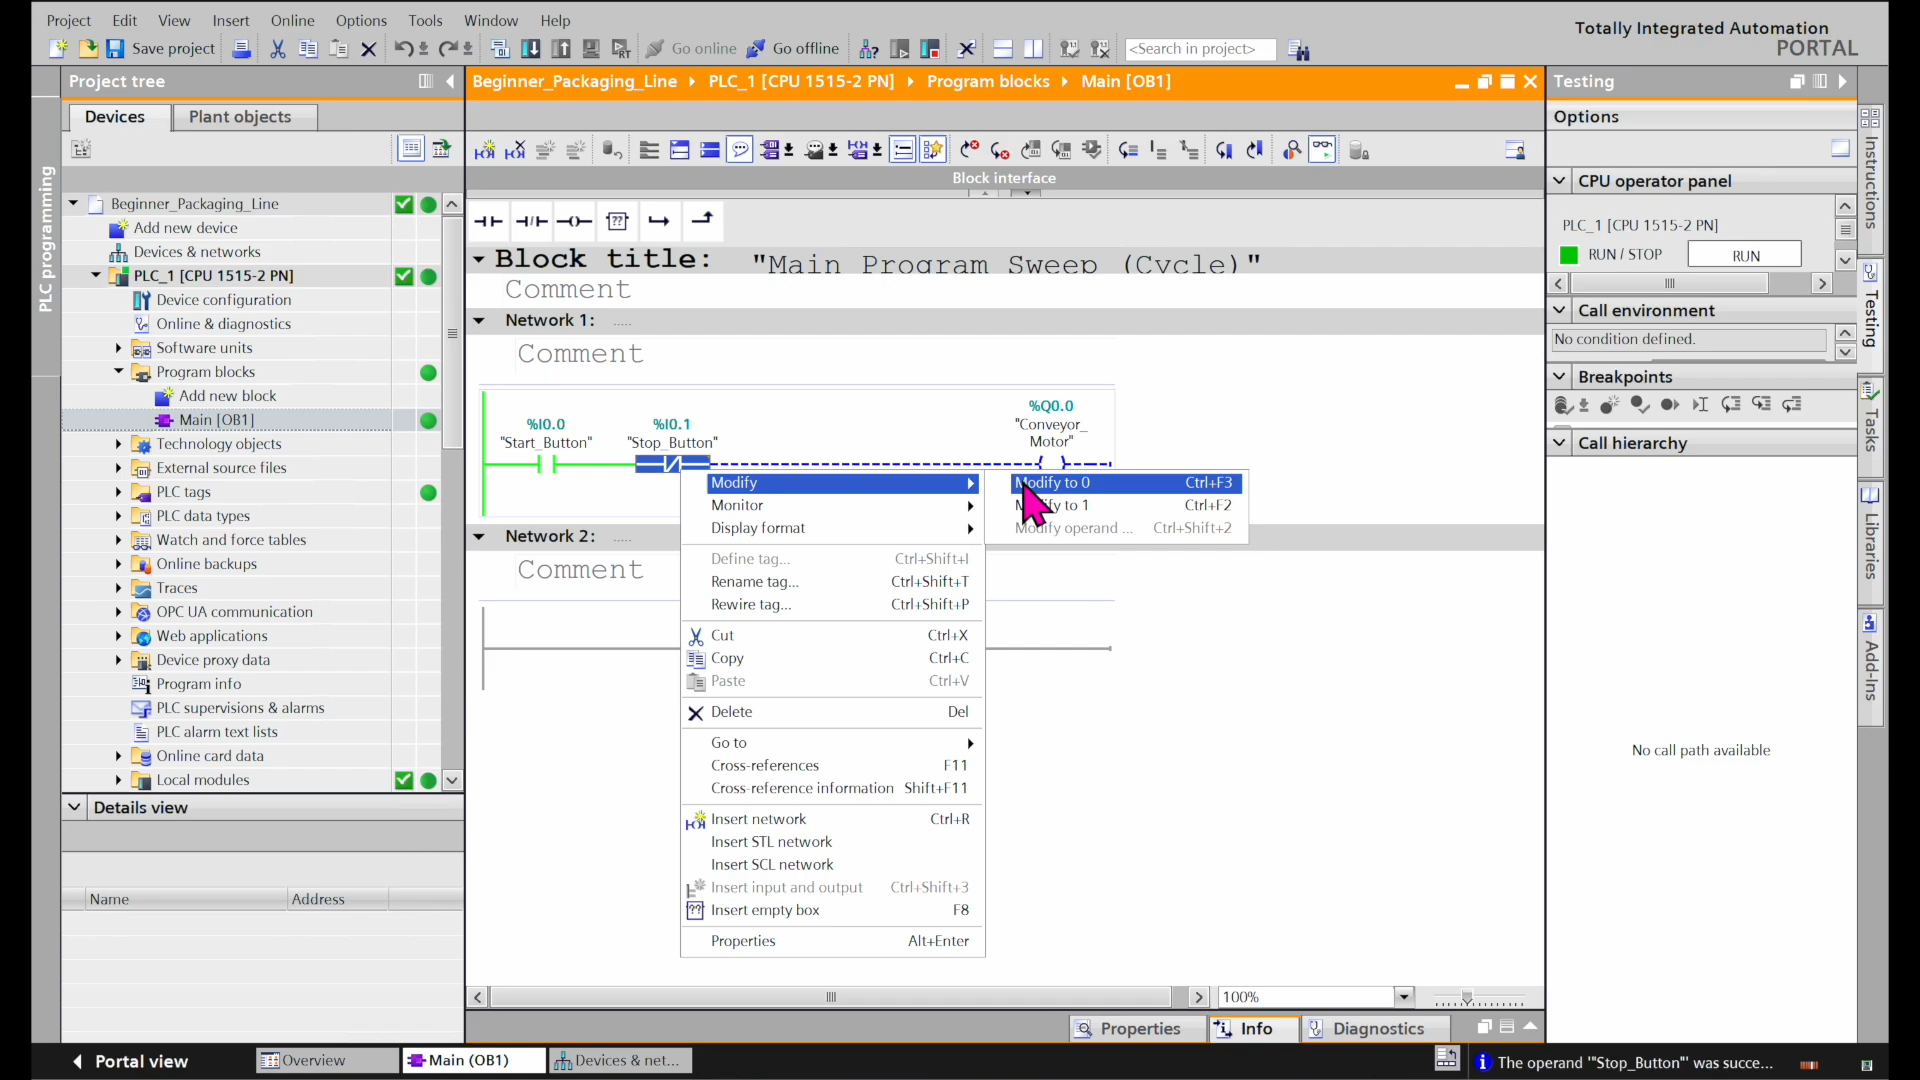 Project Edit View Insert Online Options Tools Window Help
Totally Integrated Automation
PORTAL
Save project
Go online
Go offline
<Search in project>
Project tree
Beginner_Packaging_Line
PLC_1 [CPU 1515-2 PN]
Program blocks
Main [OB1]
Testing
Devices
Plant objects
Options
PLC programming
Block interface
Beginner_Packaging_Line
Add new device
Devices & networks
PLC_1 [CPU 1515-2 PN]
Device configuration
Online & diagnostics
Software units
Program blocks
Add new block
Main [OB1]
Technology objects
External source files
PLC tags
PLC data types
Watch and force tables
Online backups
Traces
OPC UA communication
Web applications
Device proxy data
Program info
PLC supervisions & alarms
PLC alarm text lists
Online card data
Local modules
Details view
Name
Address
Block title: "Main Program Sweep (Cycle)"
Comment
Network 1: .....
Comment
%I0.0
"Start_Button"
%I0.1
"Stop_Button"
%Q0.0
"Conveyor_
Motor"
Network 2: .....
Comment
Modify
Monitor
Display format
Define tag... Ctrl+Shift+I
Rename tag... Ctrl+Shift+T
Rewire tag... Ctrl+Shift+P
Cut Ctrl+X
Copy Ctrl+C
Paste Ctrl+V
Delete Del
Go to
Cross-references F11
Cross-reference information Shift+F11
Insert network Ctrl+R
Insert STL network
Insert SCL network
Insert input and output Ctrl+Shift+3
Insert empty box F8
Properties Alt+Enter
Modify to 0 Ctrl+F3
Modify to 1 Ctrl+F2
Modify operand ... Ctrl+Shift+2
CPU operator panel
PLC_1 [CPU 1515-2 PN]
RUN / STOP
RUN
Call environment
No condition defined.
Breakpoints
Call hierarchy
No call path available
Instructions
Testing
Tasks
Libraries
Add-Ins
100%
Properties
Info
Diagnostics
Portal view
Overview
Main (OB1)
Devices & net...
The operand '"Stop_Button"' was succe...